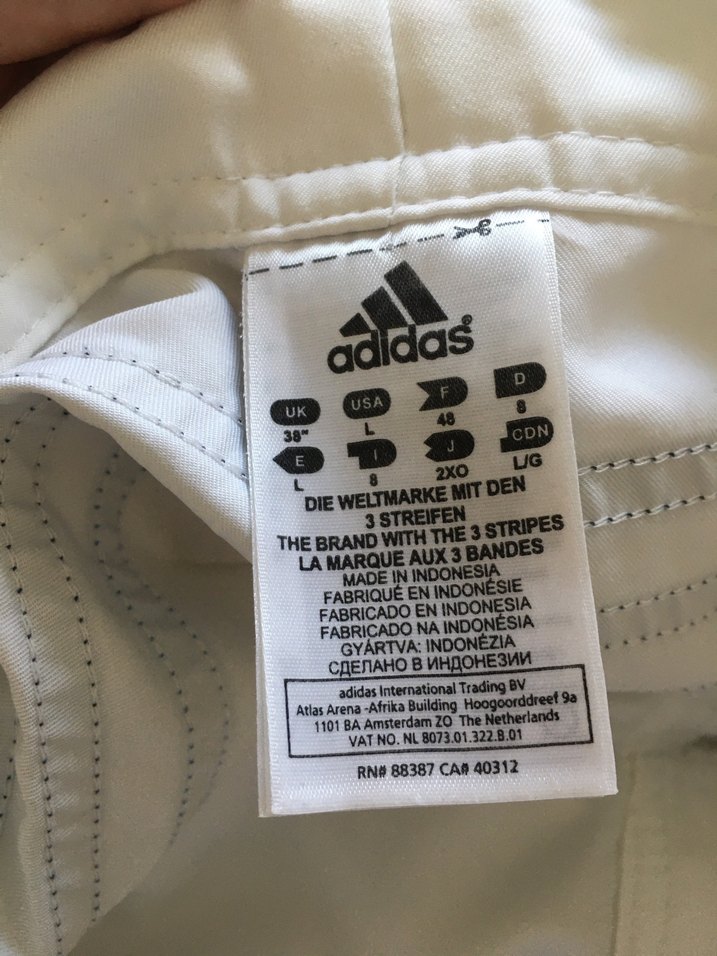 adidas®
UK USA F D
38" L 48 8
E I J CDN
L 8 2XO L/G
DIE WELTMARKE MIT DEN
3 STREIFEN
THE BRAND WITH THE 3 STRIPES
LA MARQUE AUX 3 BANDES
MADE IN INDONESIA
FABRIQUÉ EN INDONÉSIE
FABRICADO EN INDONESIA
FABRICADO NA INDONÉSIA
GYÁRTVA: INDONÉZIA
СДЕЛАНО В ИНДОНЕЗИИ
adidas International Trading BV
Atlas Arena -Afrika Building Hoogoorddreef 9a
1101 BA Amsterdam ZO The Netherlands
VAT NO. NL 8073.01.322.B.01
RN# 88387 CA# 40312